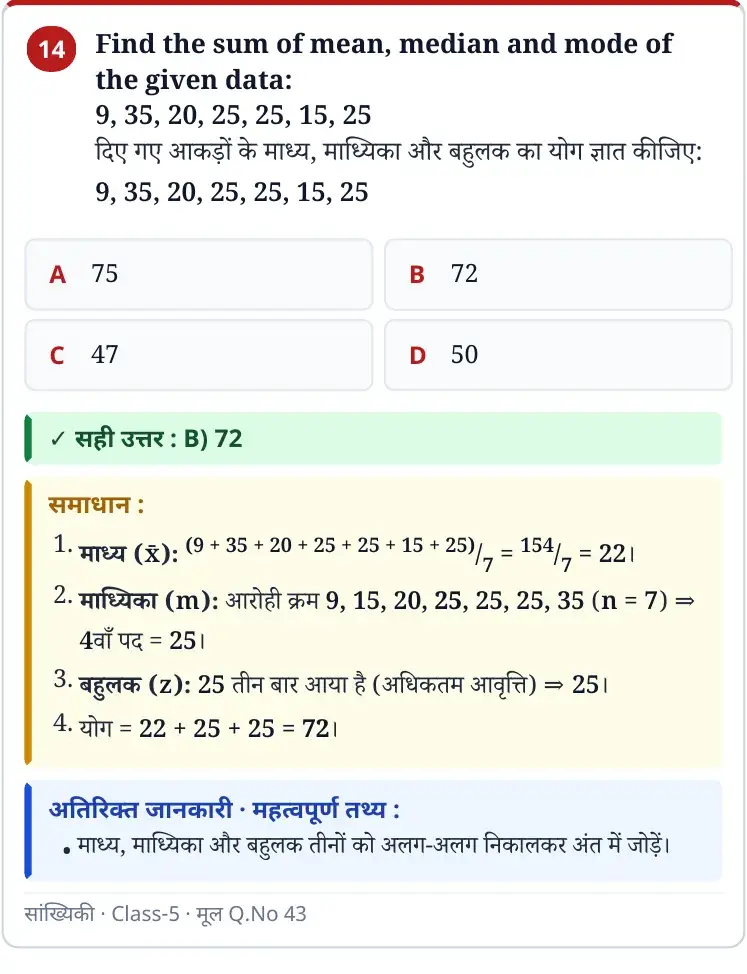 14 Find the sum of mean, median and mode of
the given data:
9, 35, 20, 25, 25, 15, 25
दिए गए आकड़ों के माध्य, माध्यिका और बहुलक का योग ज्ञात कीजिए:
9, 35, 20, 25, 25, 15, 25
A 75
B 72
C 47
D 50
✓ सही उत्तर : B) 72
समाधान :
1. माध्य (x̄): (9 + 35 + 20 + 25 + 25 + 15 + 25)/7 = 154/7 = 22।
2. माध्यिका (m): आरोही क्रम 9, 15, 20, 25, 25, 25, 35 (n = 7) ⇒
4वाँ पद = 25।
3. बहुलक (z): 25 तीन बार आया है (अधिकतम आवृत्ति) ⇒ 25।
4. योग = 22 + 25 + 25 = 72।
अतिरिक्त जानकारी · महत्वपूर्ण तथ्य :
• माध्य, माध्यिका और बहुलक तीनों को अलग-अलग निकालकर अंत में जोड़ें।
सांख्यिकी · Class-5 · मूल Q.No 43